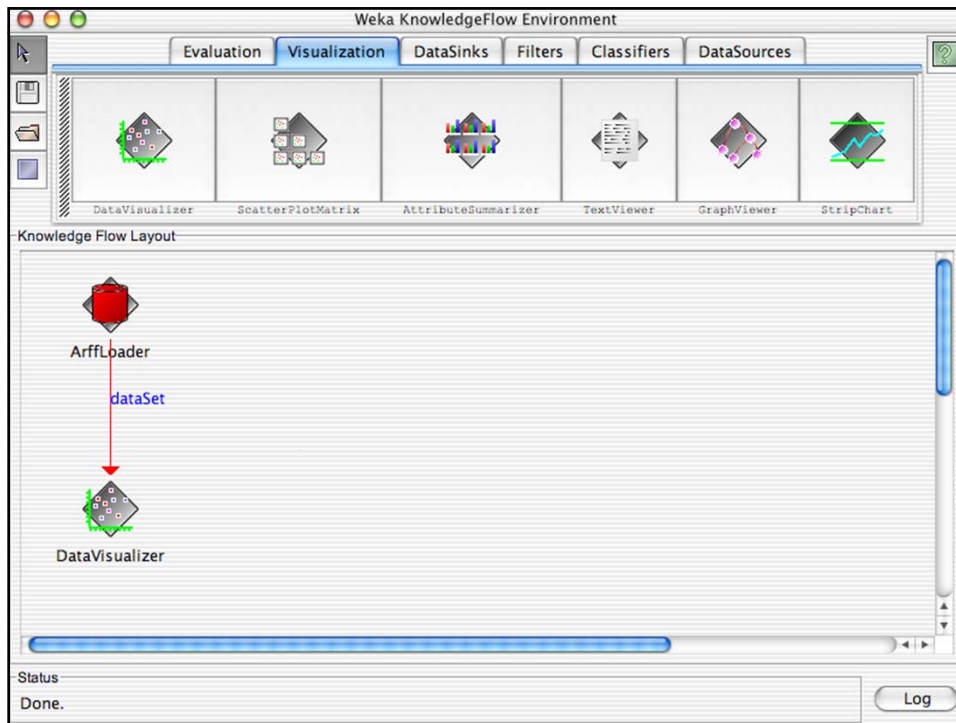 Weka KnowledgeFlow Environment
Evaluation Visualization DataSinks Filters Classifiers DataSources
?
DataVisualizer ScatterPlotMatrix AttributeSummarizer TextViewer GraphViewer StripChart
Knowledge Flow Layout
ArffLoader
dataSet
DataVisualizer
Status
Done.
Log